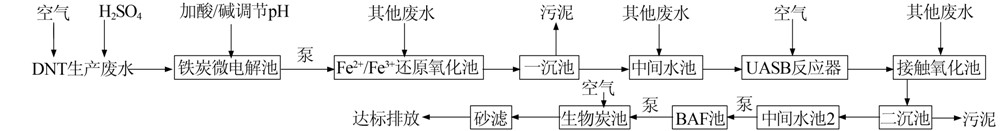 空气 H₂SO₄ 加酸/碱调节pH 其他废水 污泥 其他废水 空气 其他废水
DNT生产废水 铁炭微电解池 泵 Fe²⁺/Fe³⁺还原氧化池 一沉池 中间水池 UASB反应器 接触氧化池
空气
达标排放 砂滤 生物炭池 泵 BAF池 泵 中间水池2 二沉池 污泥